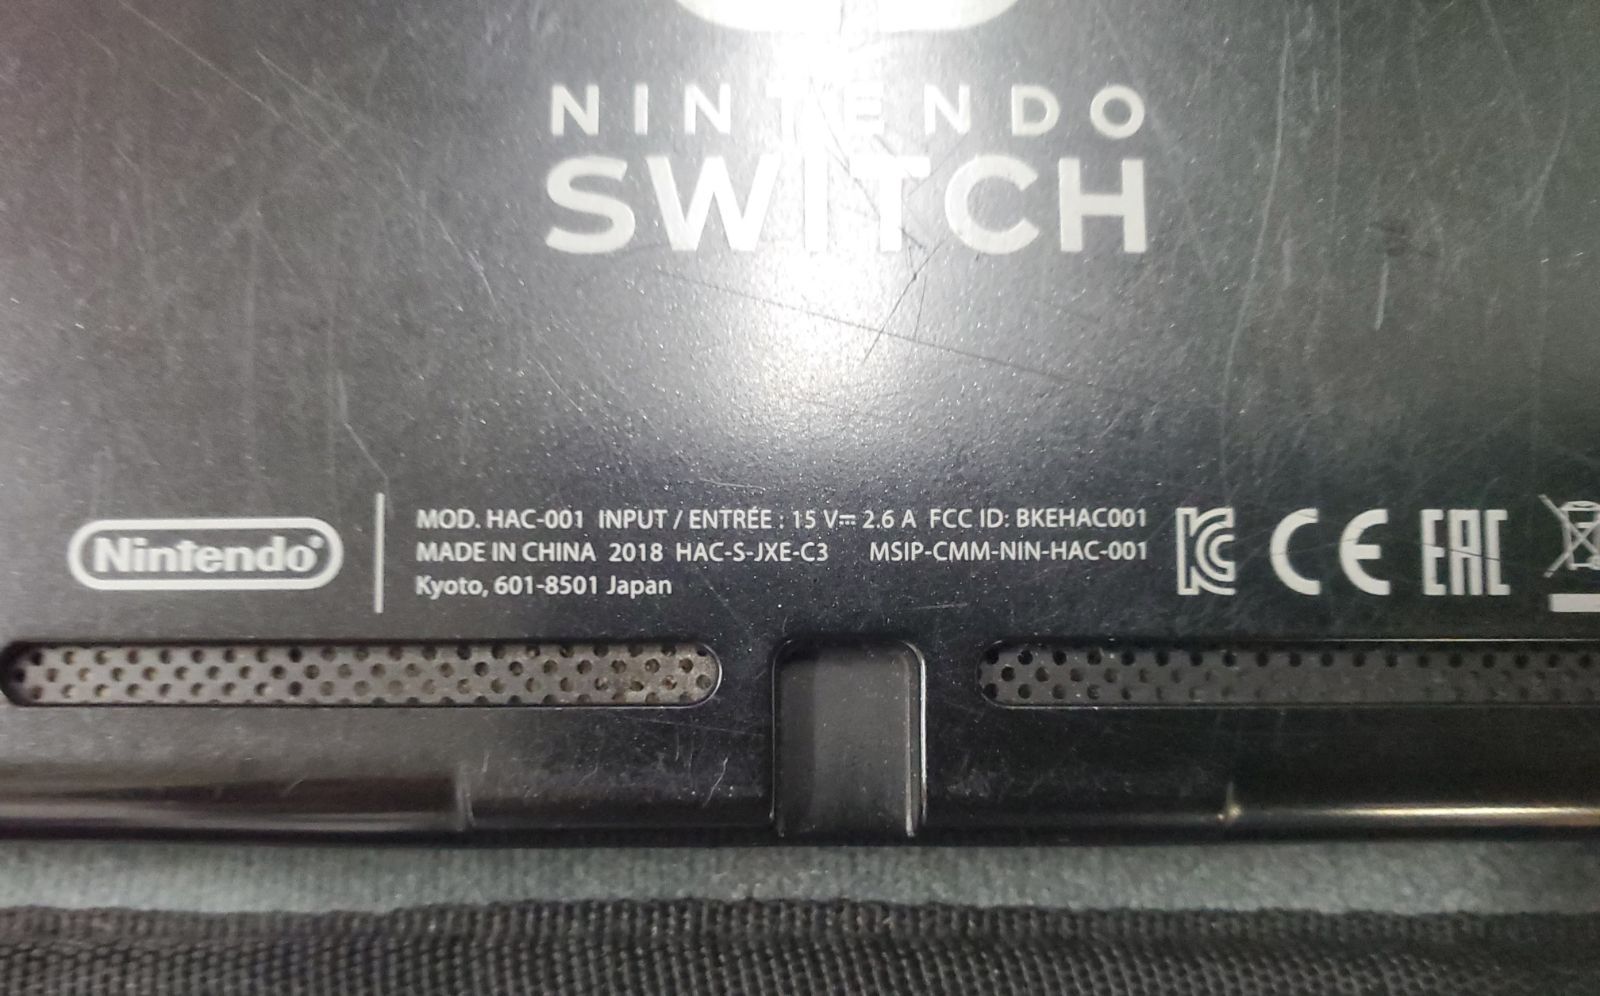 NINTENDO
SWITCH
Nintendo®
MOD. HAC-001 INPUT / ENTRÉE : 15 V⎓ 2.6 A FCC ID: BKEHAC001
MADE IN CHINA 2018 HAC-S-JXE-C3 MSIP-CMM-NIN-HAC-001
Kyoto, 601-8501 Japan
KC CE EAC